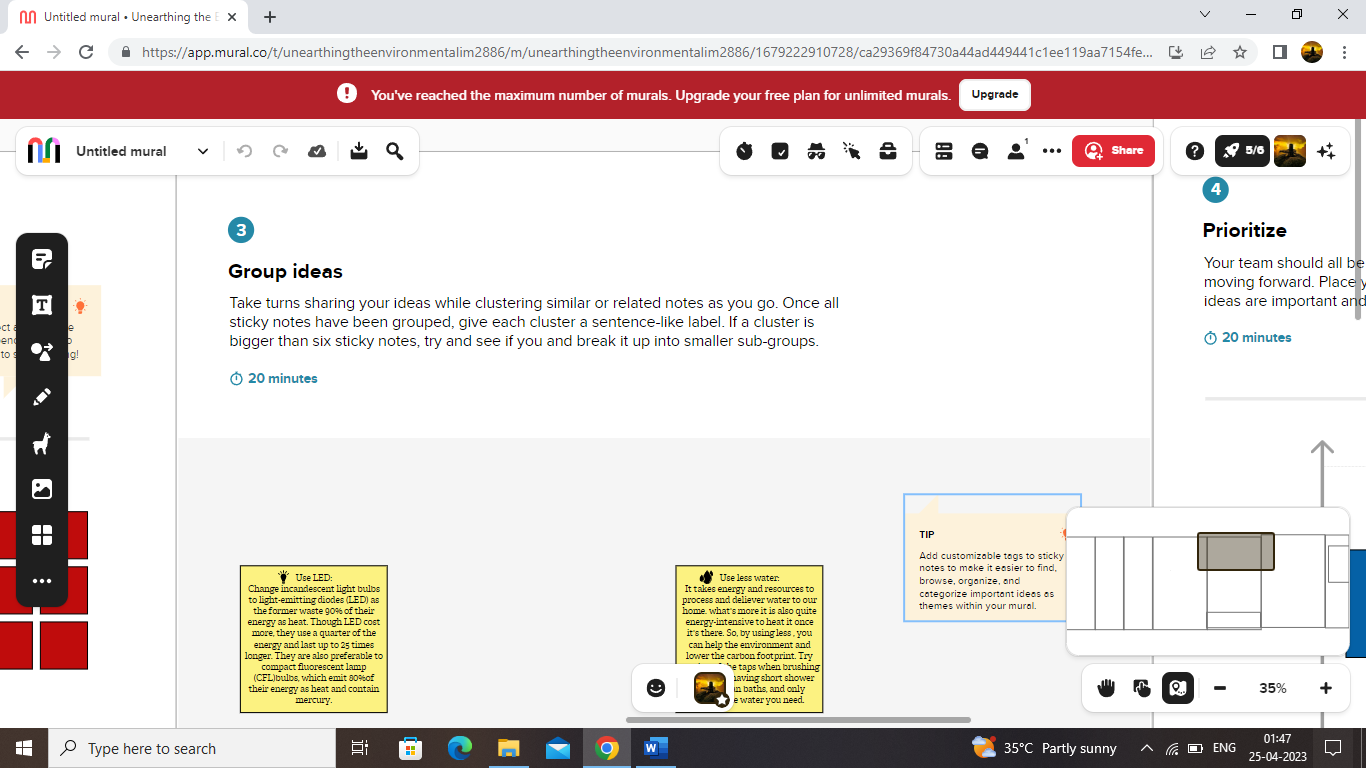 Untitled mural • Unearthing the E
https://app.mural.co/t/unearthingtheenvironmentalim2886/m/unearthingtheenvironmentalim2886/1679222910728/ca29369f84730a44ad449441c1ee119aa7154fe...
You've reached the maximum number of murals. Upgrade your free plan for unlimited murals.
Upgrade
Untitled mural
1
Share
?
5/6
3
Group ideas
Take turns sharing your ideas while clustering similar or related notes as you go. Once all
sticky notes have been grouped, give each cluster a sentence-like label. If a cluster is
bigger than six sticky notes, try and see if you and break it up into smaller sub-groups.
20 minutes
4
Prioritize
Your team should all be
moving forward. Place y
ideas are important and
20 minutes
T
TIP
Add customizable tags to sticky
notes to make it easier to find,
browse, organize, and
categorize important ideas as
themes within your mural.
Use LED:
Change incandescent light bulbs
to light-emitting diodes (LED) as
the former waste 90% of their
energy as heat. Though LED cost
more, they use a quarter of the
energy and last up to 25 times
longer. They are also preferable to
compact fluorescent lamp
(CFL)bulbs, which emit 80%of
their energy as heat and contain
mercury.
Use less water:
It takes energy and resources to
process and deliever water to our
home. what's more it is also quite
energy-intensive to heat it once
it's there. So, by using less , you
can help the environment and
lower the carbon footprint. Try
taps when brushing
having short shower
baths, and only
water you need.
35%
Type here to search
35°C Partly sunny
ENG
01:47
25-04-2023